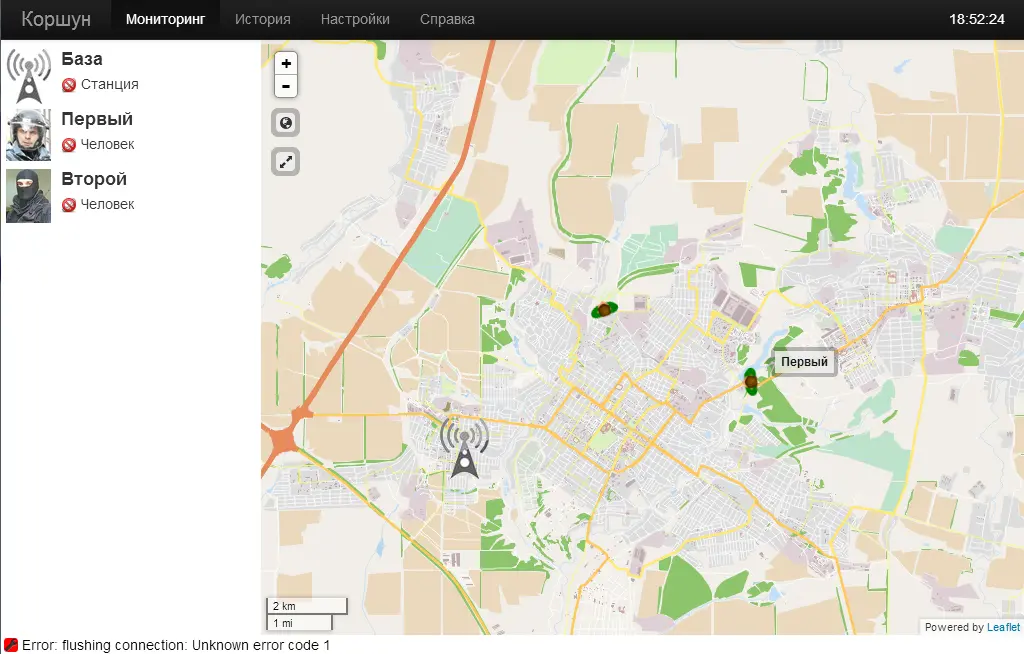 Коршун Мониторинг История Настройки Справка 18:52:24
База
Станция
Первый
Человек
Второй
Человек
+
-
Первый
2 km
1 mi
Powered by Leaflet
Error: flushing connection: Unknown error code 1